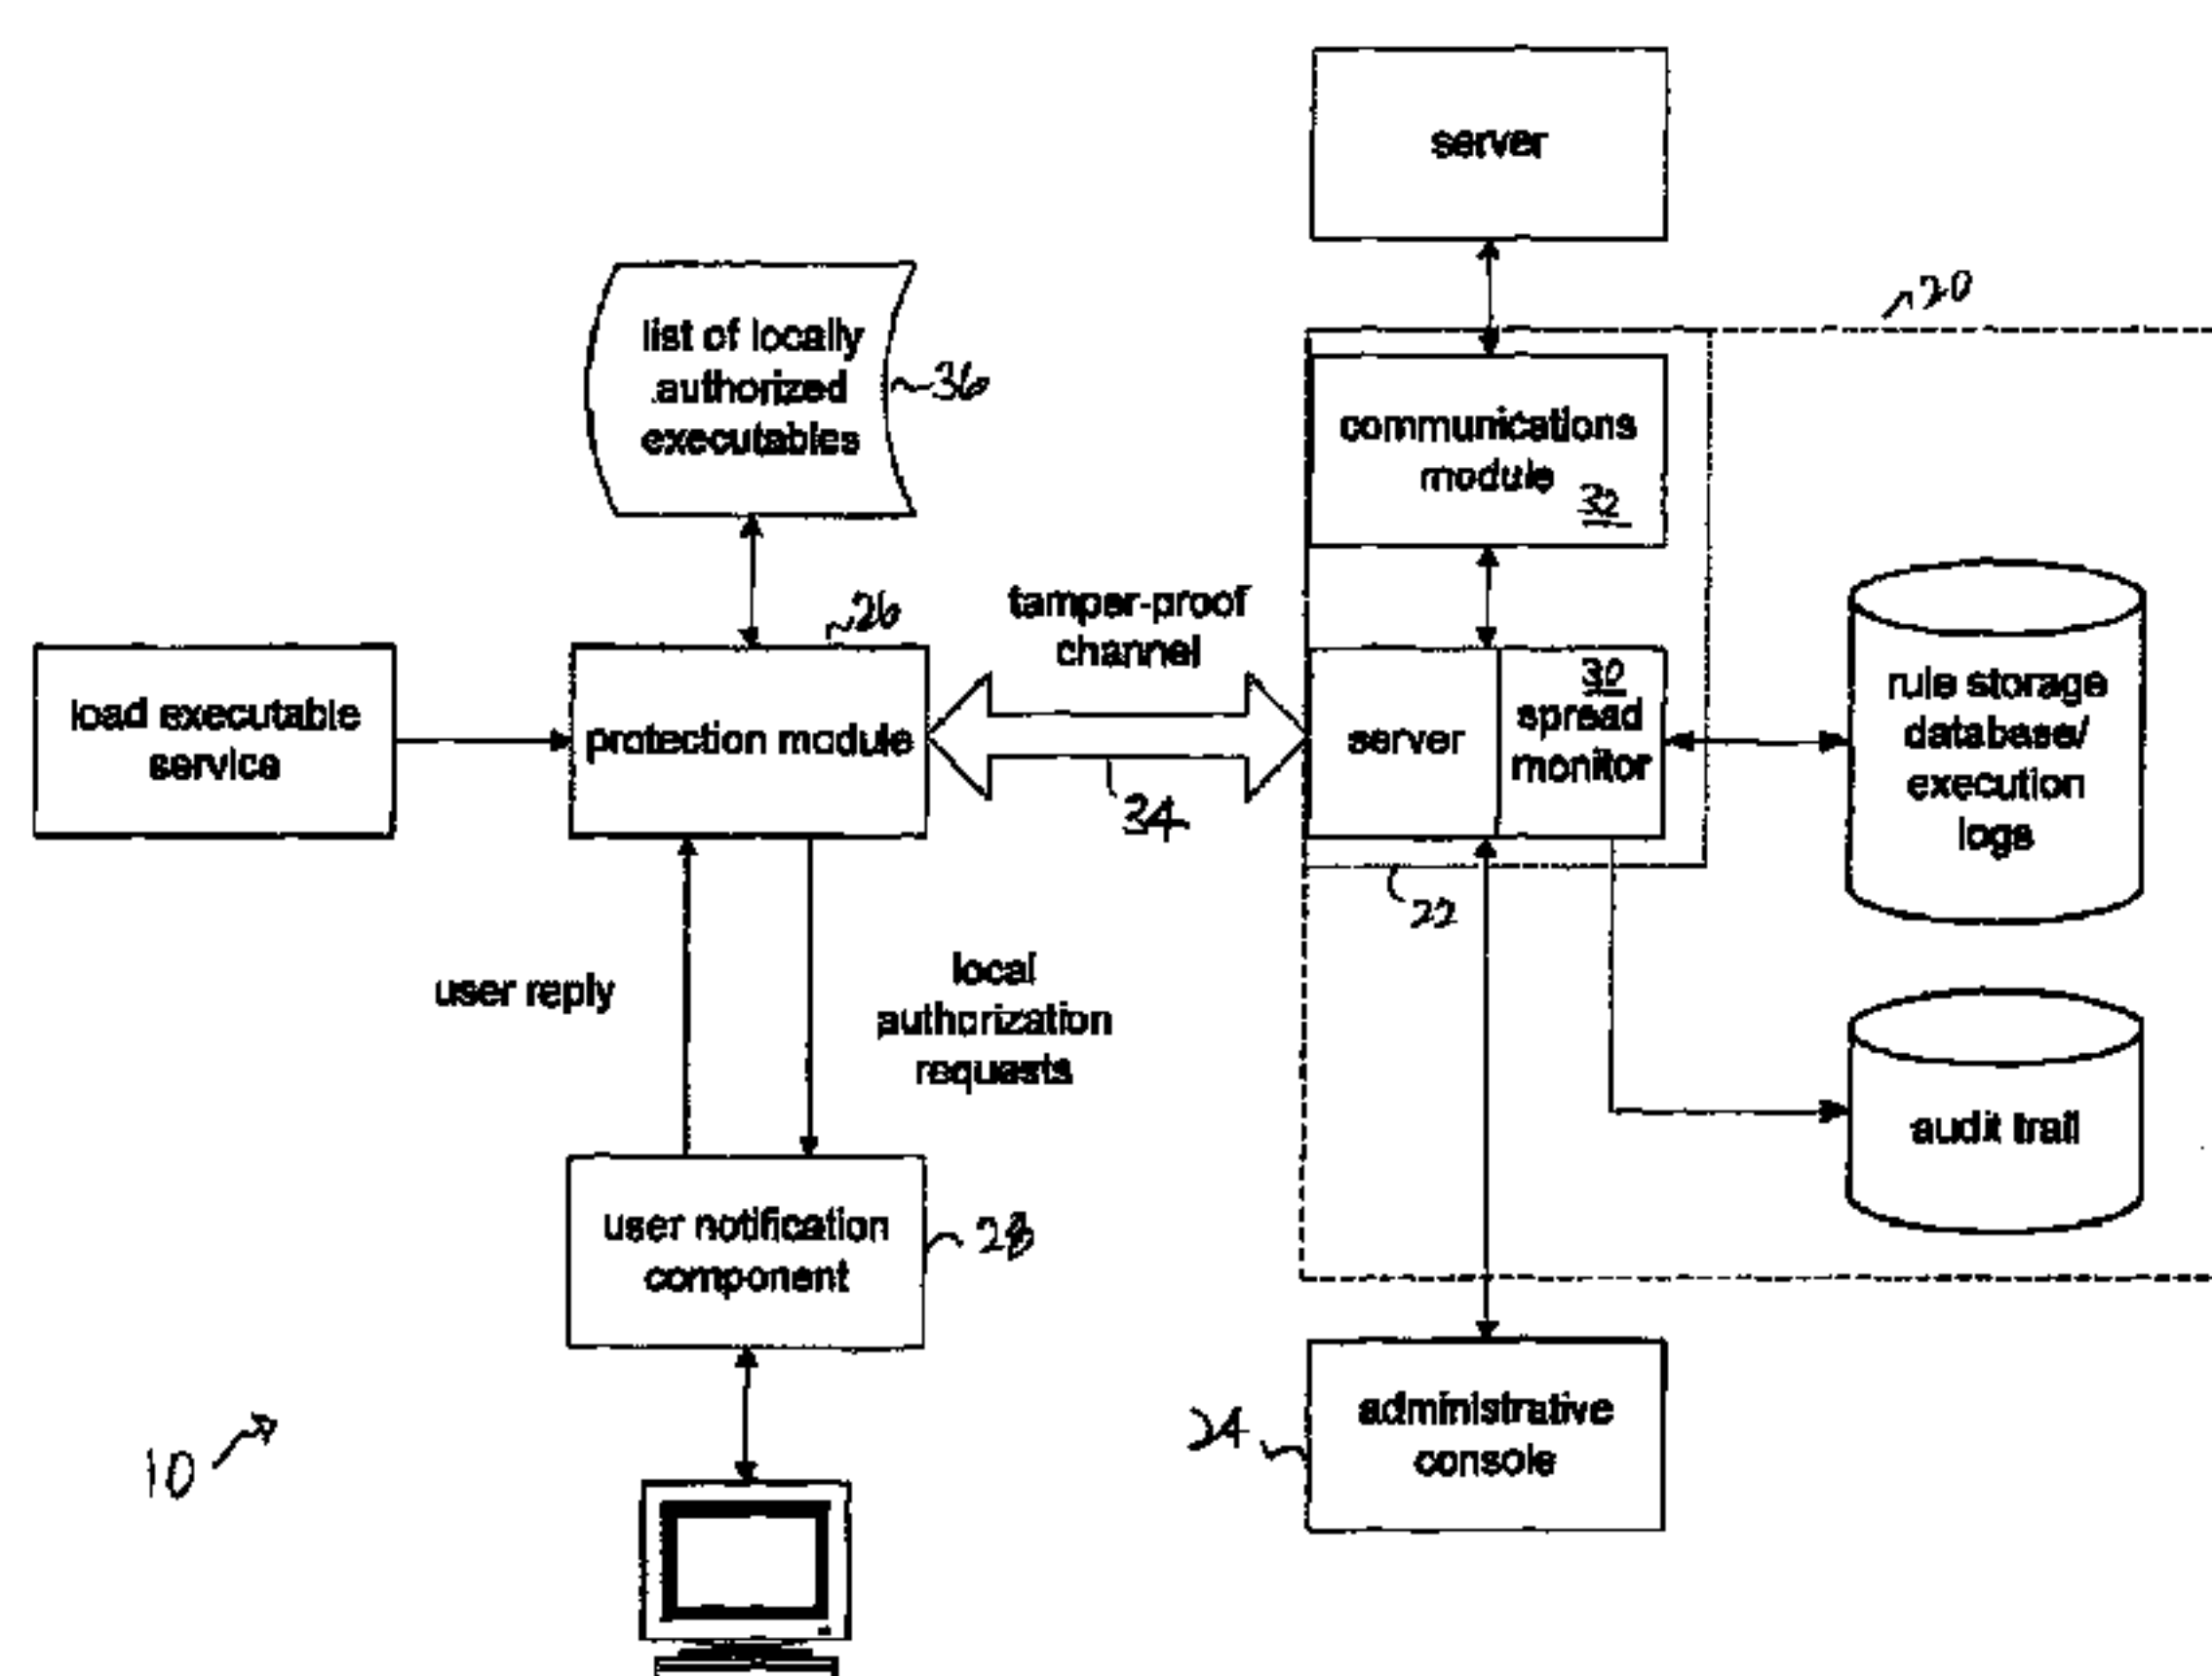 server
20
list of locally
authorized
executables
36
communications
module
32
26
tamper-proof
channel
load executable
service
protection module
34
server
30
spread
monitor
rule storage
database/
execution
logs
22
user reply
local
authorization
requests
audit trail
user notification
component
28
administrative
console
24
10